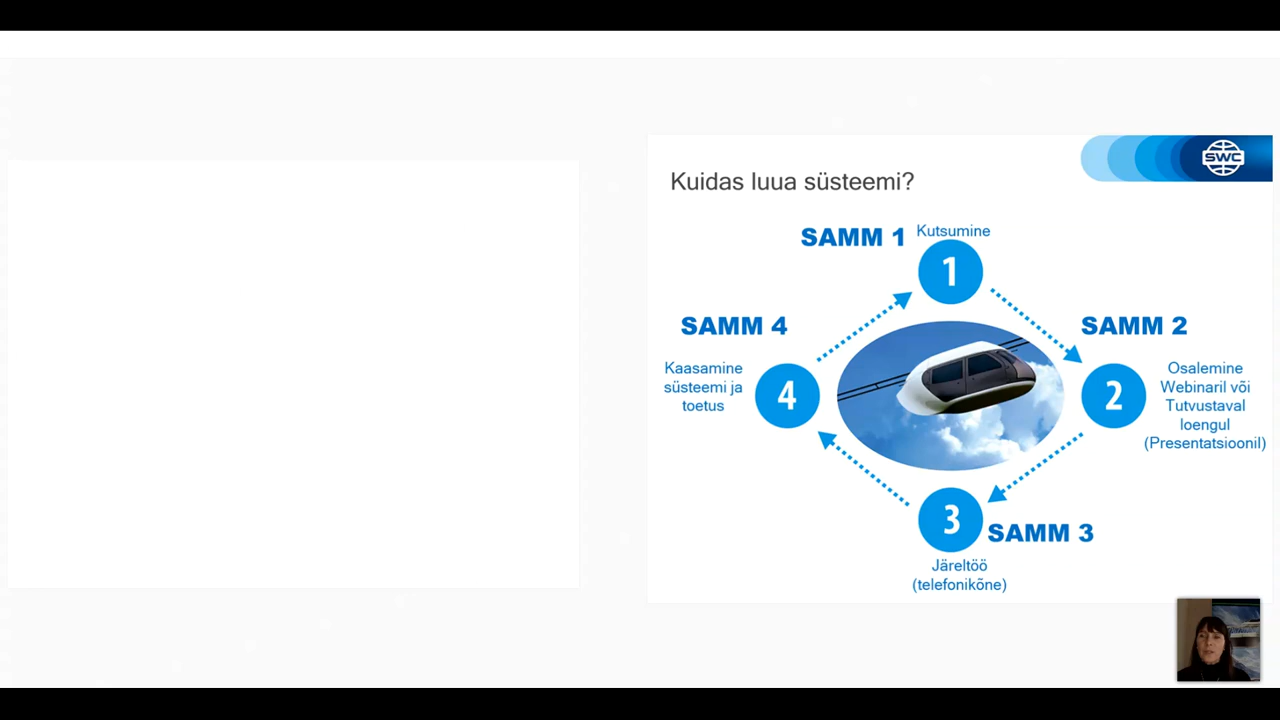 SWC
Kuidas luua süsteemi?
SAMM 1
Kutsumine
1
SAMM 2
2
Osalemine
Webinaril või
Tutvustaval
loengul
(Presentatsioonil)
3
SAMM 3
Järeltöö
(telefonikõne)
SAMM 4
Kaasamine
süsteemi ja
toetus
4